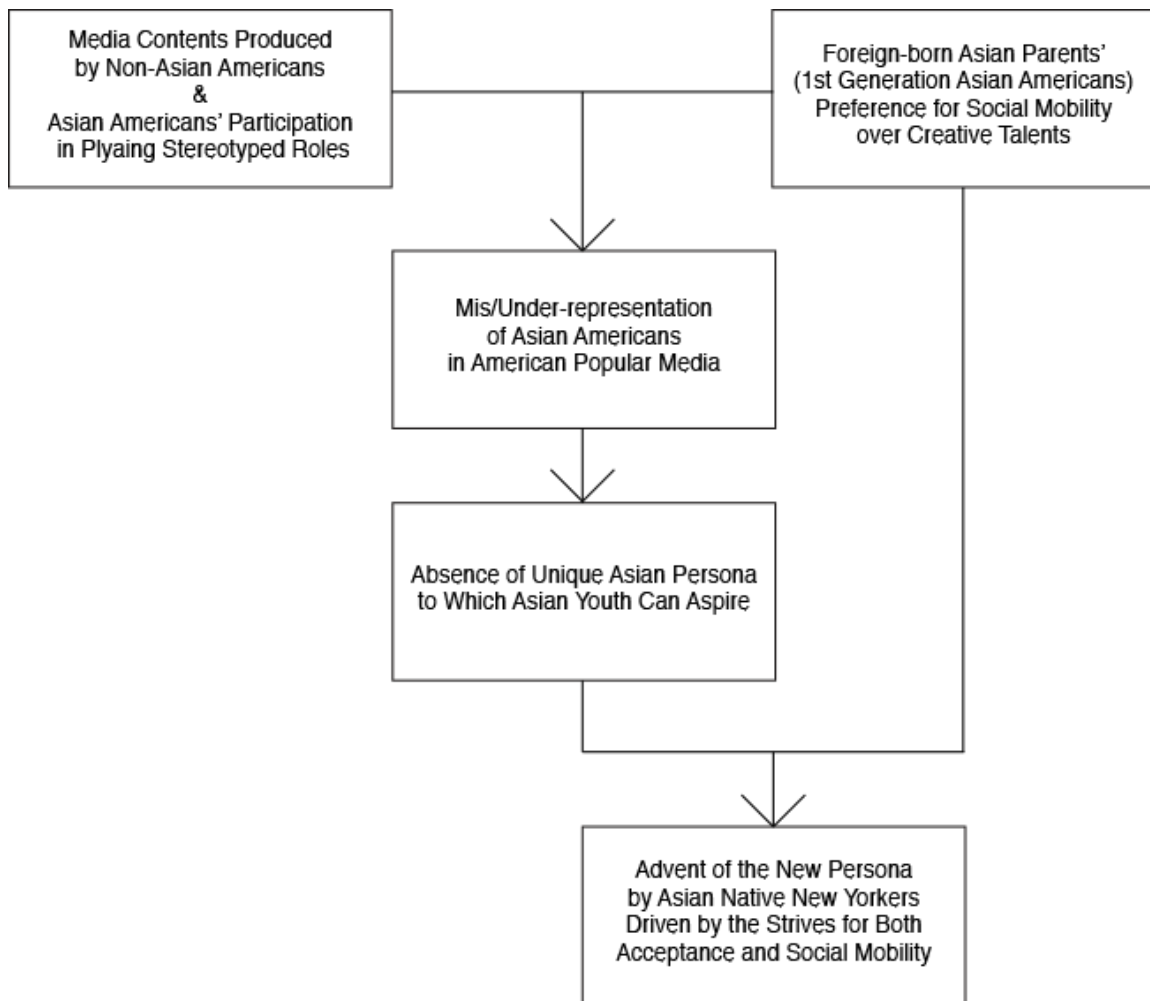 Media Contents Produced
by Non-Asian Americans
&
Asian Americans' Participation
in Plyaing Stereotyped Roles
Foreign-born Asian Parents'
(1st Generation Asian Americans)
Preference for Social Mobility
over Creative Talents
Mis/Under-representation
of Asian Americans
in American Popular Media
Absence of Unique Asian Persona
to Which Asian Youth Can Aspire
Advent of the New Persona
by Asian Native New Yorkers
Driven by the Strives for Both
Acceptance and Social Mobility